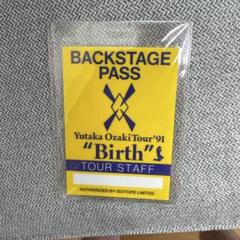 BACKSTAGE
PASS
Yutaka Ozaki Tour '91
"Birth"
TOUR STAFF
AUTHORIZED BY ISOTOPE LIMITED.